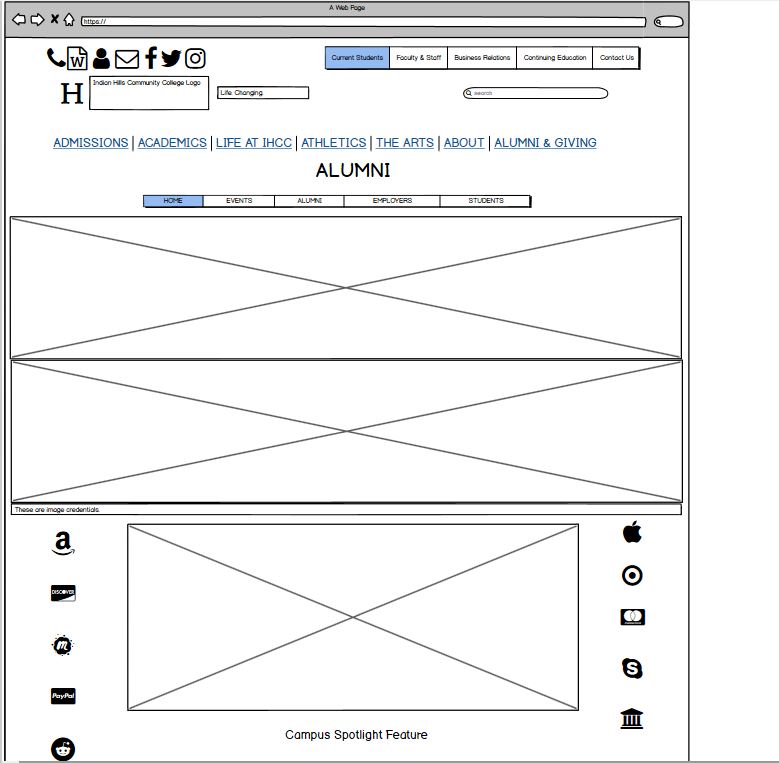 A Web Page
https://
W
Current Students Faculty & Staff Business Relations Continuing Education Contact Us
H
Indian Hills Community College Logo
Life Changing
search
ADMISSIONS | ACADEMICS | LIFE AT IHCC | ATHLETICS | THE ARTS | ABOUT | ALUMNI & GIVING
ALUMNI
HOME EVENTS ALUMNI EMPLOYERS STUDENTS
These are image credentials.
a
DISCOVER
m
PayPal
S
Campus Spotlight Feature